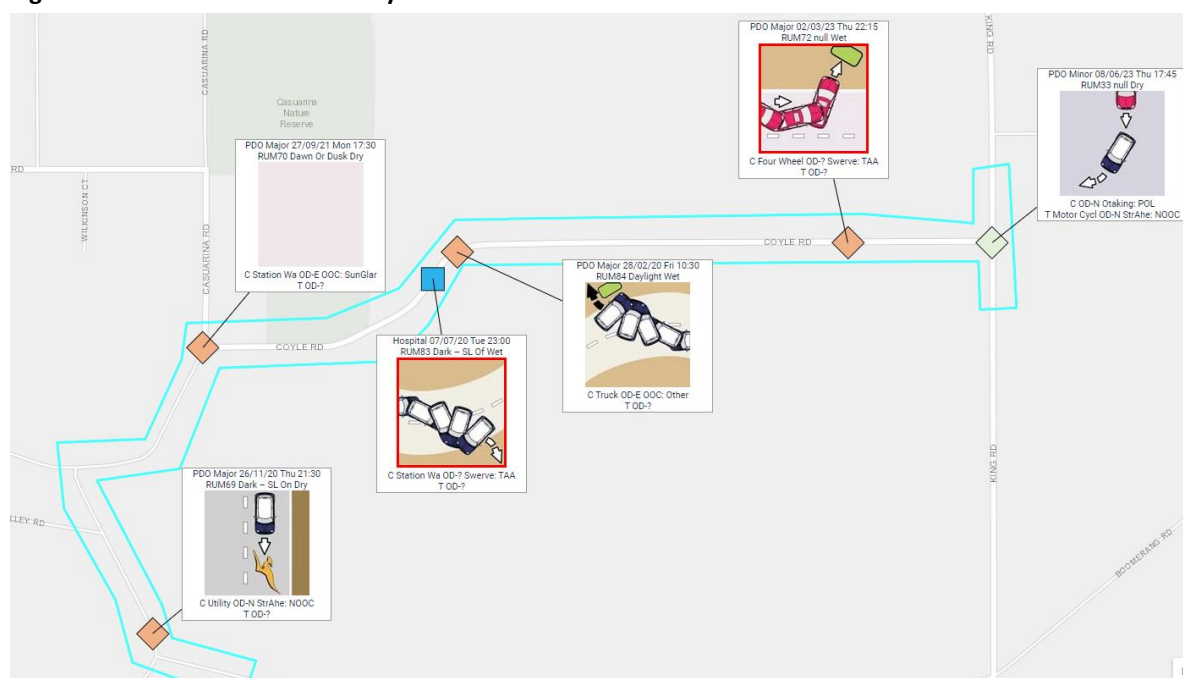 CASUARINA RD
Casuarina
Nature
Reserve
PDO Major 27/09/21 Mon 17:30
RUM70 Dawn Or Dusk Dry
C Station Wa OD-E OOC: SunGlar
T OD-?
RD
WILKINSON CT
CASUARINA RD
PDO Major 02/03/23 Thu 22:15
RUM72 null Wet
C Four Wheel OD-? Swerve: TAA
T OD-?
KING RD
PDO Minor 08/06/23 Thu 17:45
RUM33 null Dry
C OD-N Otaking: POL
T Motor Cycl OD-N StrAhe: NOOC
COYLE RD
PDO Major 28/02/20 Fri 10:30
RUM84 Daylight Wet
C Truck OD-E OOC: Other
T OD-?
COYLE RD
Hospital 07/07/20 Tue 23:00
RUM83 Dark – SL Of Wet
C Station Wa OD-? Swerve: TAA
T OD-?
KING RD
PDO Major 26/11/20 Thu 21:30
RUM69 Dark – SL On Dry
C Utility OD-N StrAhe: NOOC
T OD-?
LLEY RD
BOOMERANG RD